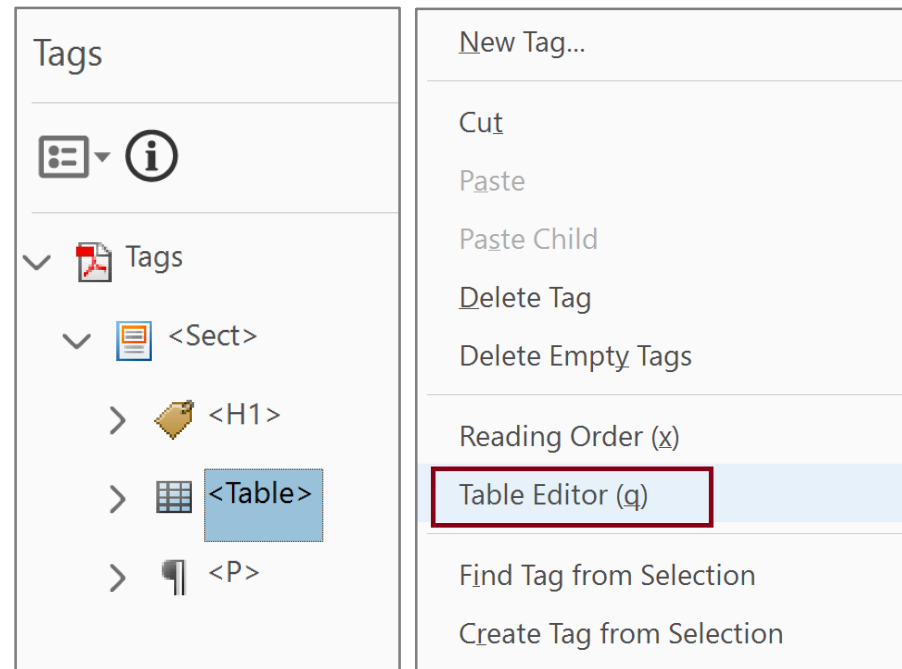 Tags
Tags
<Sect>
<H1>
<Table>
<P>
New Tag...
Cut
Paste
Paste Child
Delete Tag
Delete Empty Tags
Reading Order (x)
Table Editor (q)
Find Tag from Selection
Create Tag from Selection